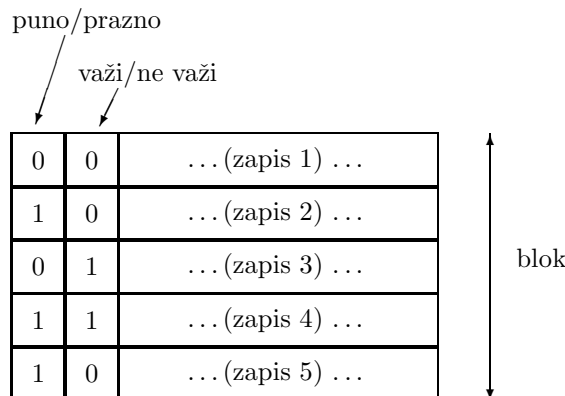 puno/prazno
važi/ne važi
0 0 ...(zapis 1) ...
1 0 ...(zapis 2) ...
0 1 ...(zapis 3) ...
blok
1 1 ...(zapis 4) ...
1 0 ...(zapis 5) ...